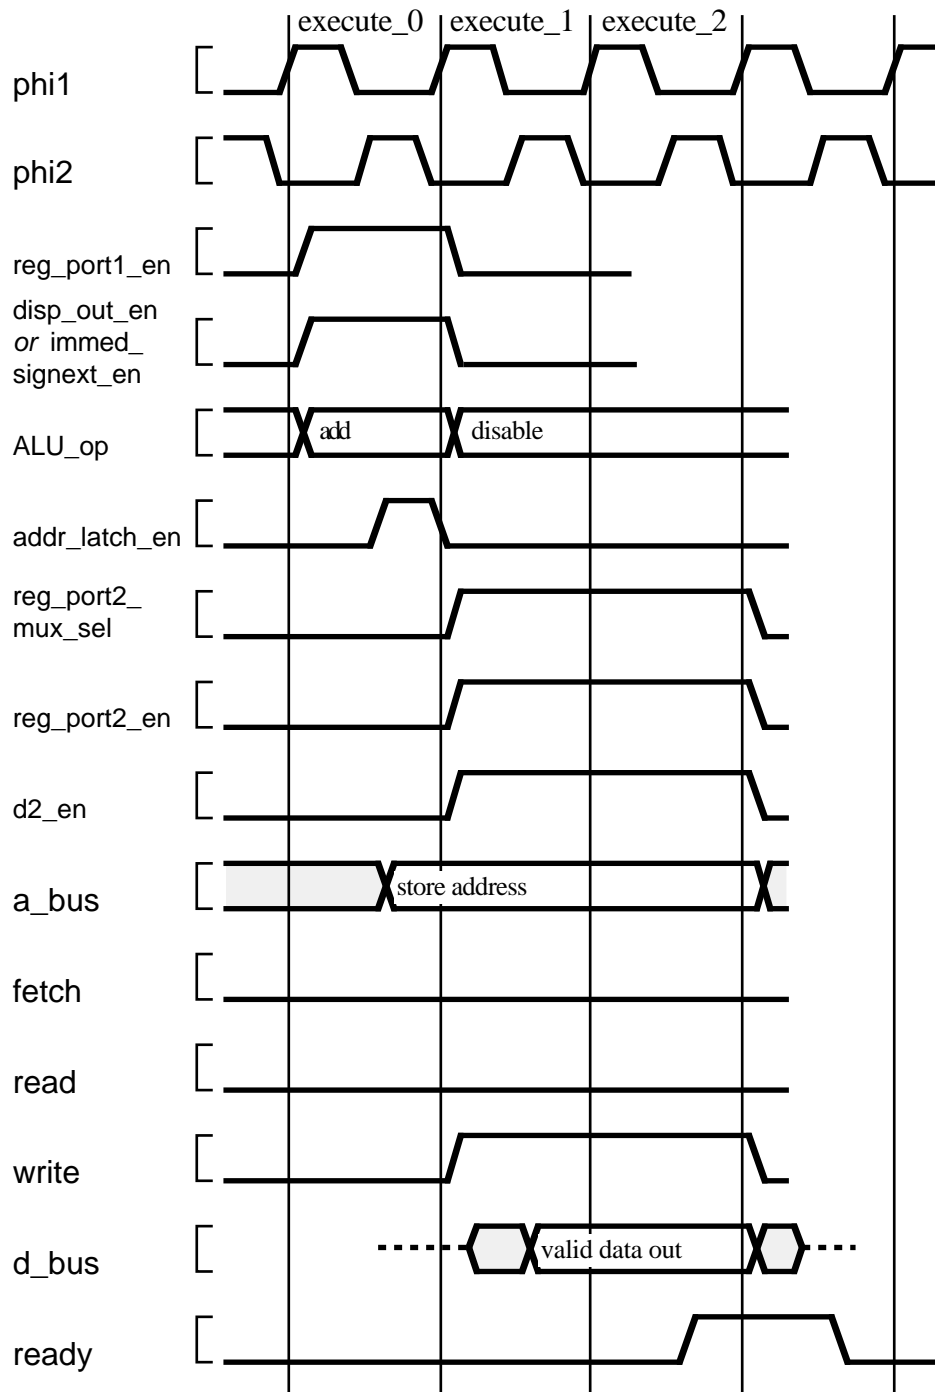 execute_0 execute_1 execute_2
phi1
phi2
reg_port1_en
disp_out_en
or immed_
signext_en
ALU_op add disable
addr_latch_en
reg_port2_
mux_sel
reg_port2_en
d2_en
a_bus store address
fetch
read
write
d_bus valid data out
ready